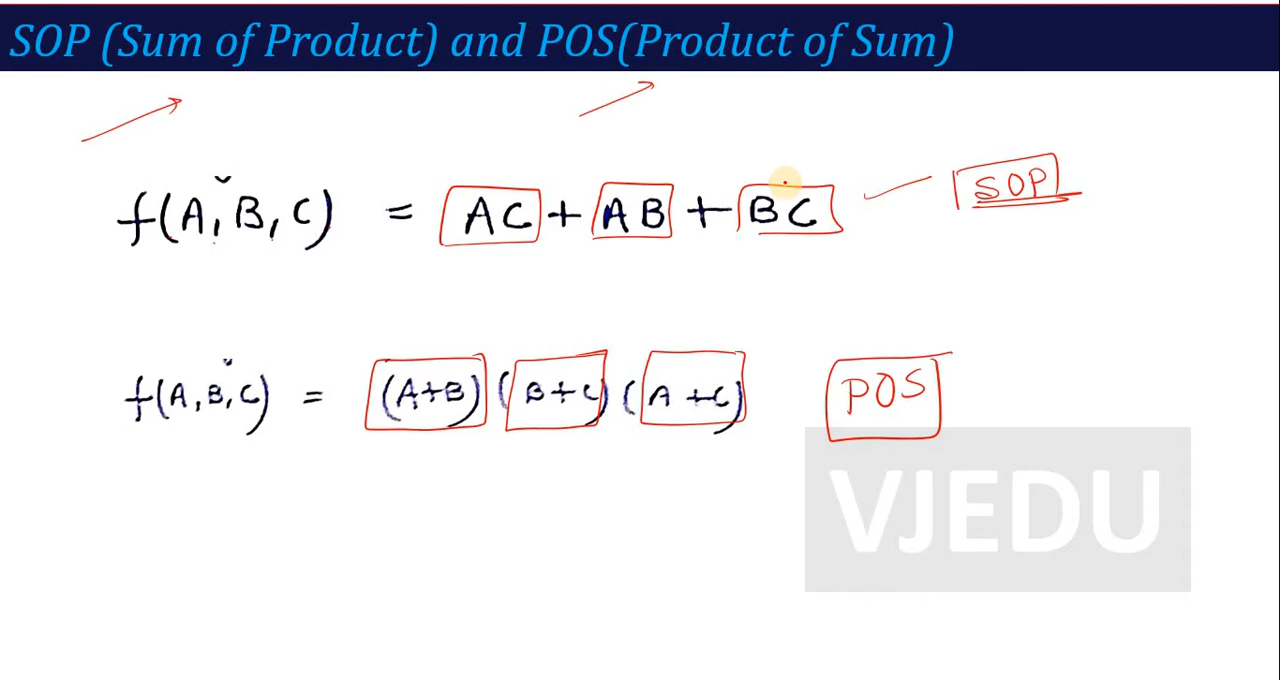 SOP (Sum of Product) and POS(Product of Sum)
f(A, B, C) = AC + AB + BC SOP
f(A, B, C) = (A+B) (B+C) (A+C) POS
VJEDU